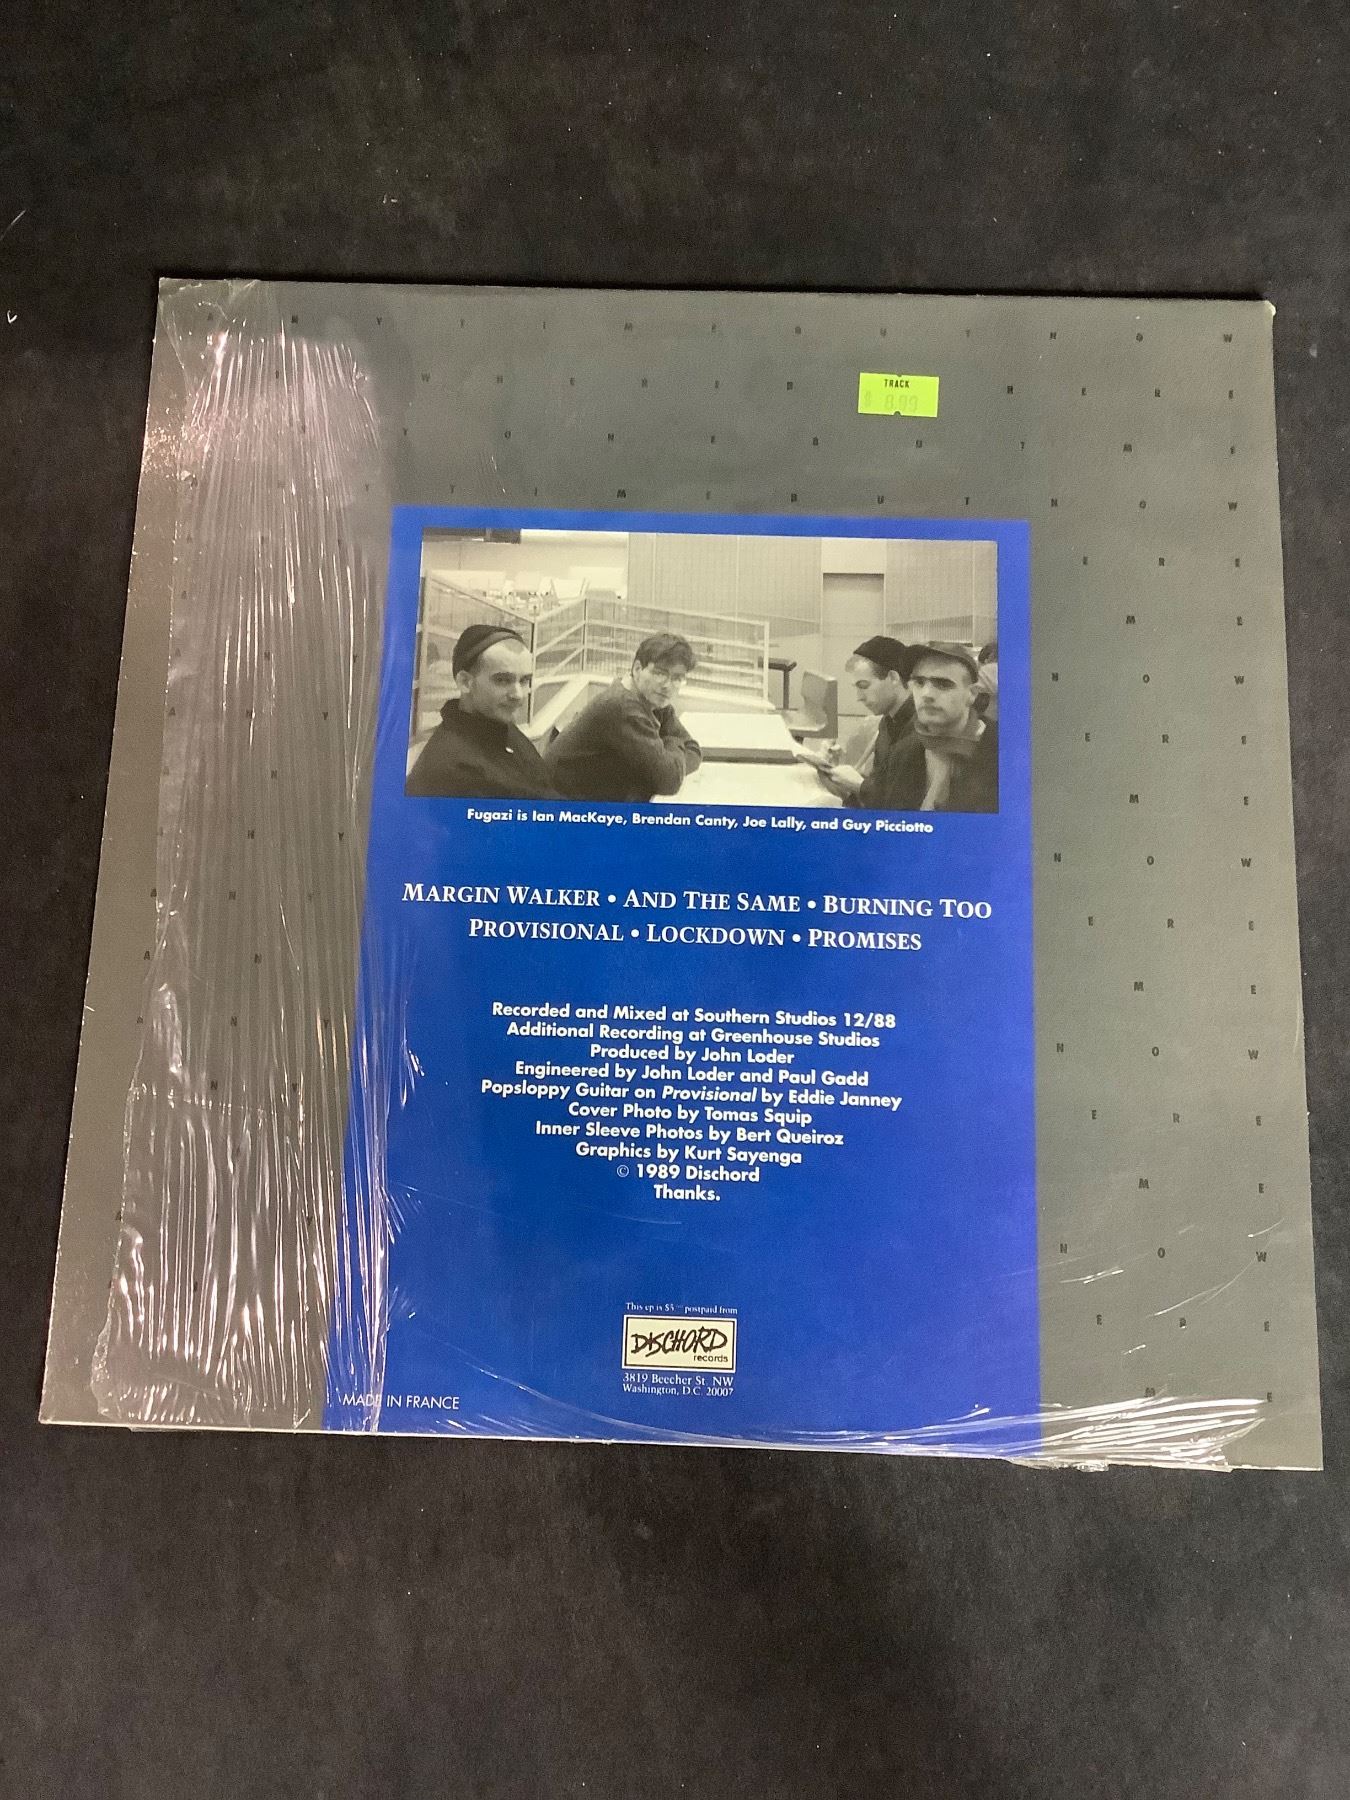 A N Y T I M E B U T N O W
W H E R E B
TRACK
$ 8.99
H E R E
Y O N E B U T M E
Y T I M E B U T N O W
E R E
M E
N O W
E R E
M E
N O W
E R E
M E
N O W
E R E
M E
N O W
E R E
M E
Fugazi is Ian MacKaye, Brendan Canty, Joe Lally, and Guy Picciotto
MARGIN WALKER • AND THE SAME • BURNING TOO
PROVISIONAL • LOCKDOWN • PROMISES
Recorded and Mixed at Southern Studios 12/88
Additional Recording at Greenhouse Studios
Produced by John Loder
Engineered by John Loder and Paul Gadd
Popsloppy Guitar on Provisional by Eddie Janney
Cover Photo by Tomas Squip
Inner Sleeve Photos by Bert Queiroz
Graphics by Kurt Sayenga
© 1989 Dischord
Thanks.
This ep is $5 postpaid from
DISCHORD
records
3819 Beecher St. NW
Washington, D.C. 20007
MADE IN FRANCE